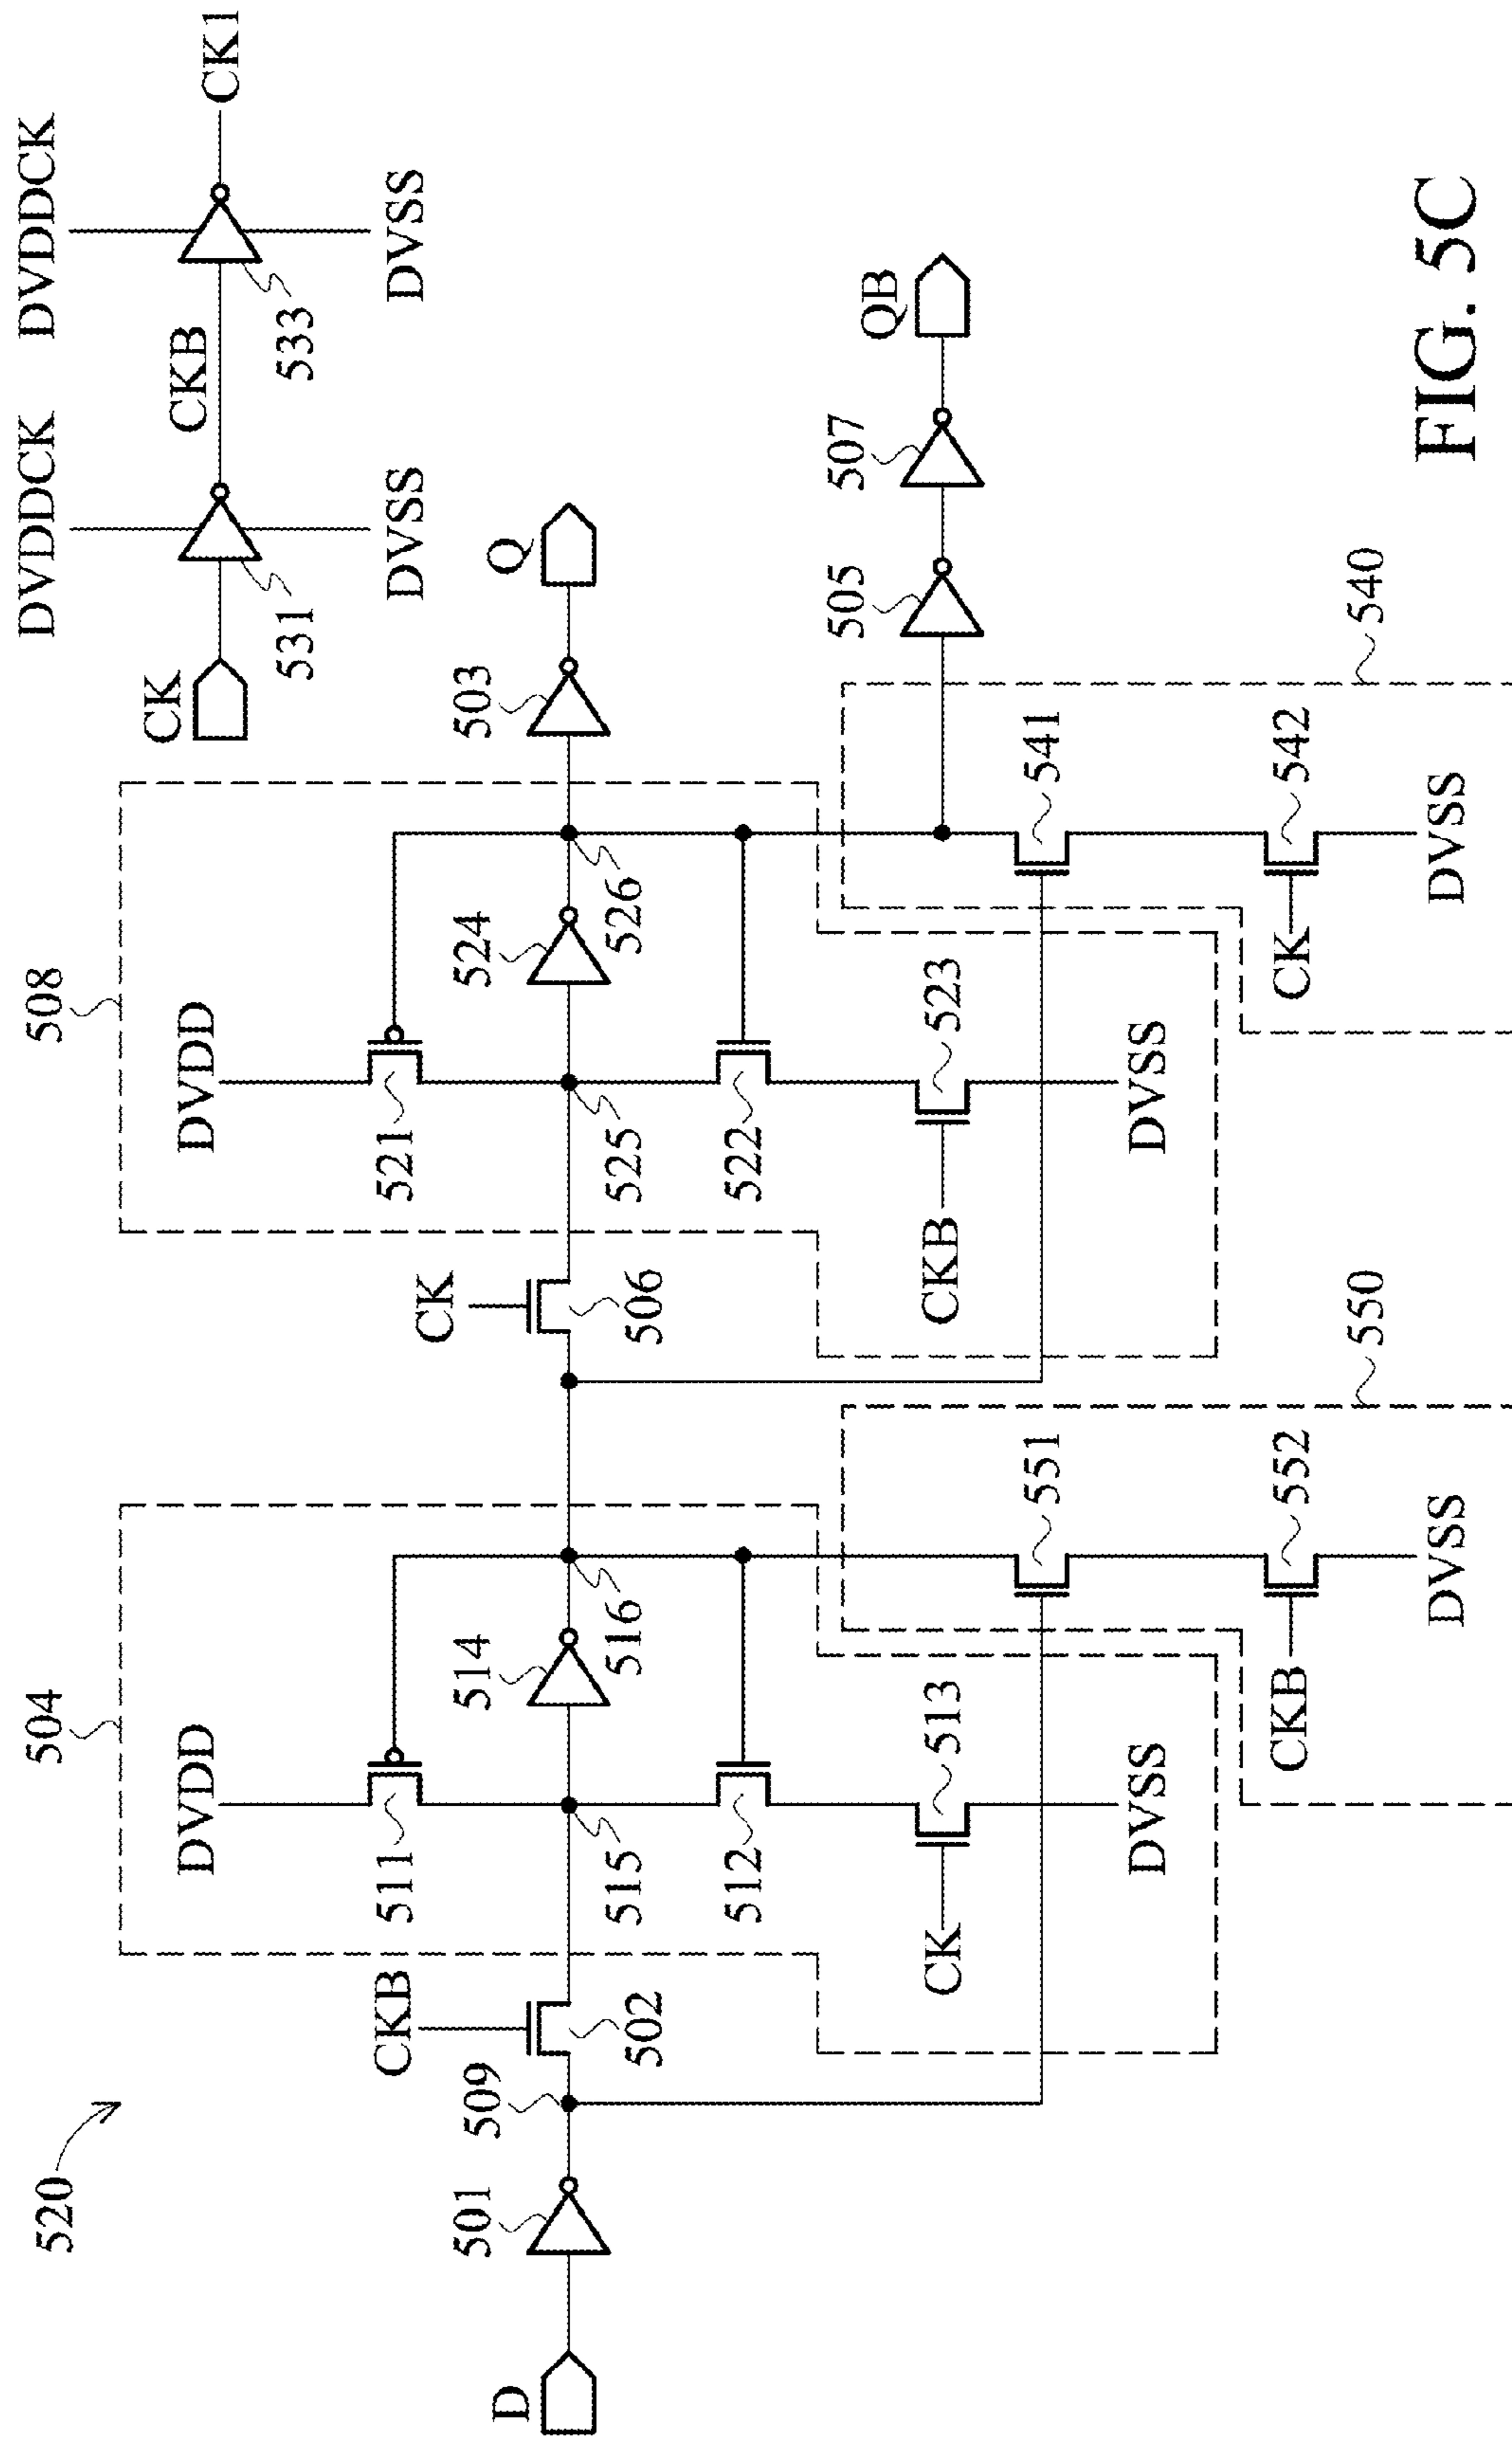 520
DVDDCK
DVDDCK
CK
CKB
CK1
531
533
DVSS
DVSS
504
508
DVDD
DVDD
511
521
CKB
CK
D
501
509
502
514
506
524
503
Q
515
516
525
526
512
522
505
507
QB
CK
513
CKB
523
DVSS
DVSS
551
541
CKB
552
CK
542
550
540
DVSS
DVSS
FIG. 5C